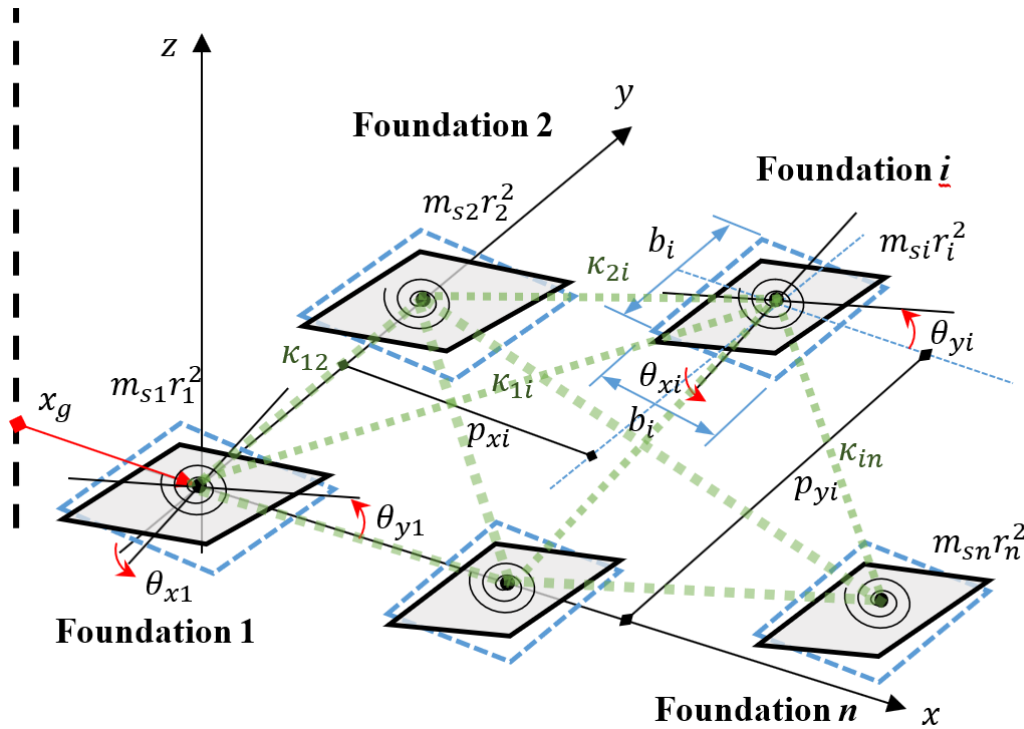 z
y
Foundation 2
Foundation i
m_{s2}r_2^2
b_i
m_{si}r_i^2
κ_{2i}
θ_{yi}
κ_{12}
θ_{xi}
m_{s1}r_1^2
κ_{1i}
x_g
b_i
p_{xi}
κ_{in}
p_{yi}
θ_{y1}
m_{sn}r_n^2
θ_{x1}
Foundation 1
Foundation n
x